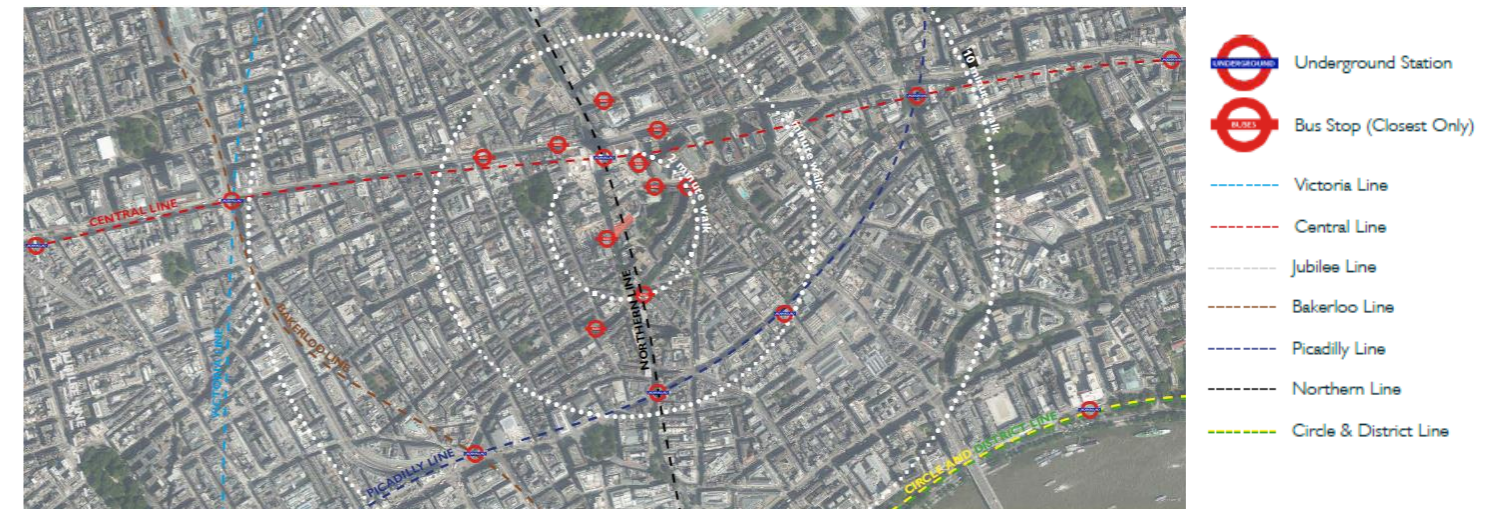 CENTRAL LINE
VICTORIA LINE
BAKERLOO LINE
PICADILLY LINE
NORTHERN LINE
CIRCLE AND DISTRICT LINE
2 minute walk
5 minute walk
10 minute walk
UNDERGROUND
Underground Station
BUSES
Bus Stop (Closest Only)
Victoria Line
Central Line
Jubilee Line
Bakerloo Line
Picadilly Line
Northern Line
Circle & District Line